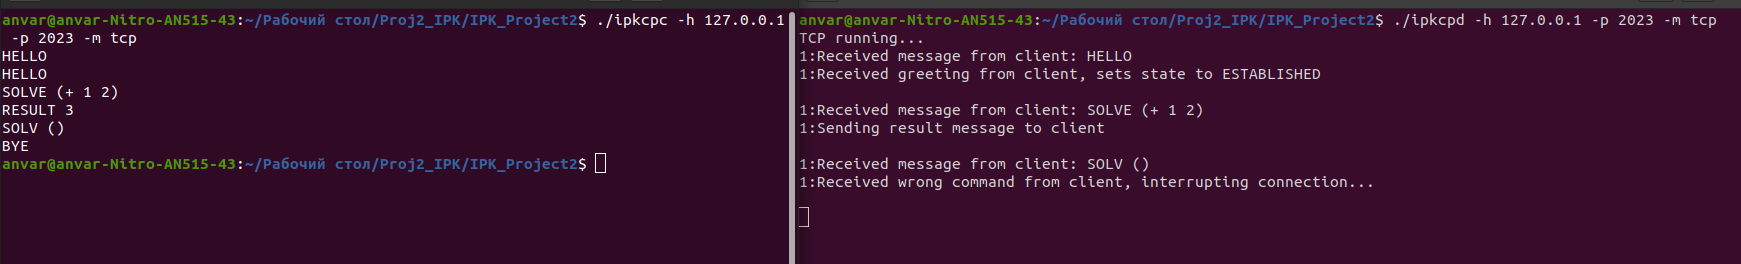 anvar@anvar-Nitro-AN515-43:~/Рабочий стол/Proj2_IPK/IPK_Project2$ ./ipkcpc -h 127.0.0.1
-p 2023 -m tcp
HELLO
HELLO
SOLVE (+ 1 2)
RESULT 3
SOLV ()
BYE
anvar@anvar-Nitro-AN515-43:~/Рабочий стол/Proj2_IPK/IPK_Project2$
anvar@anvar-Nitro-AN515-43:~/Рабочий стол/Proj2_IPK/IPK_Project2$ ./ipkcpd -h 127.0.0.1 -p 2023 -m tcp
TCP running...
1:Received message from client: HELLO
1:Received greeting from client, sets state to ESTABLISHED
1:Received message from client: SOLVE (+ 1 2)
1:Sending result message to client
1:Received message from client: SOLV ()
1:Received wrong command from client, interrupting connection...